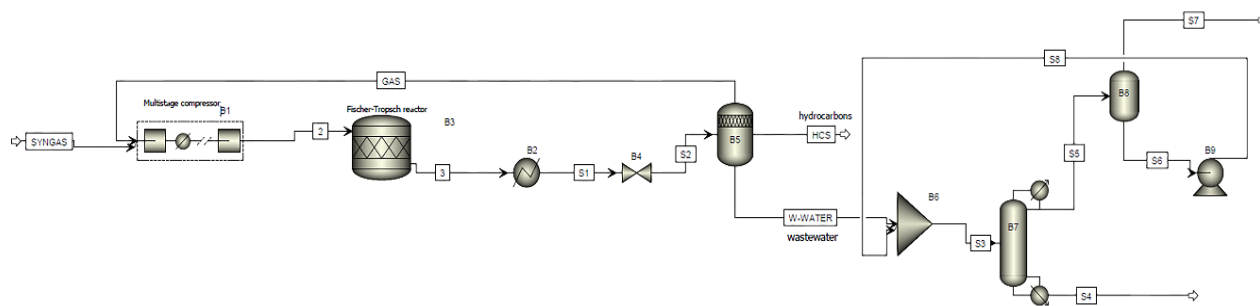 S7
S8
GAS
Multistage compressor
B1
Fischer-Tropsch reactor
B3
B8
hydrocarbons
HCS
B5
SYNGAS
2
S2
S5
B2
B4
S6
B9
3
S1
W-WATER
wastewater
B6
S3
B7
S4